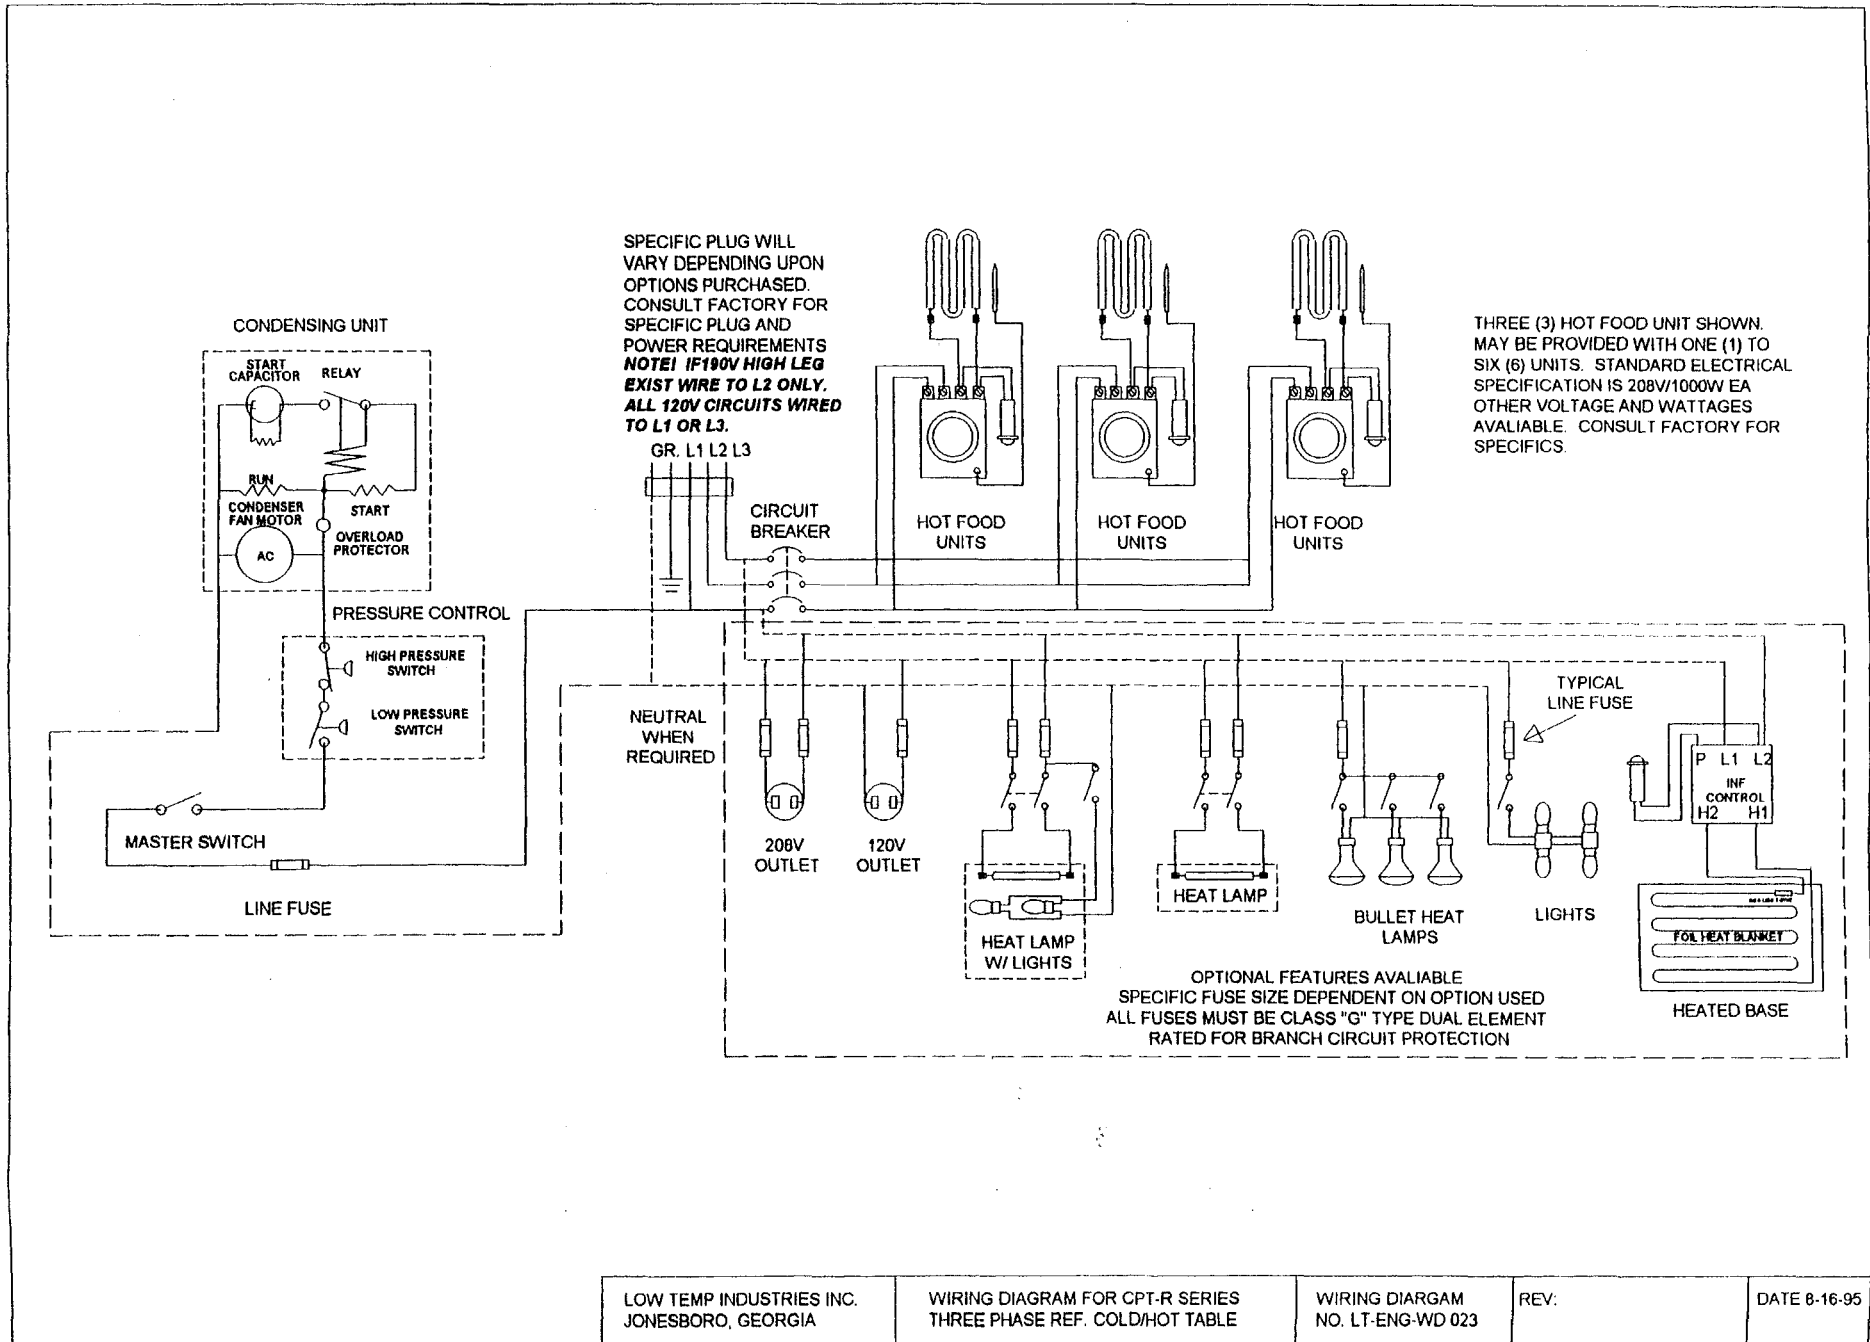 SPECIFIC PLUG WILL
VARY DEPENDING UPON
OPTIONS PURCHASED.
CONSULT FACTORY FOR
SPECIFIC PLUG AND
POWER REQUIREMENTS
NOTE! IF190V HIGH LEG
EXIST WIRE TO L2 ONLY.
ALL 120V CIRCUITS WIRED
TO L1 OR L3.
GR. L1 L2 L3
CONDENSING UNIT
START
CAPACITOR
RELAY
RUN
START
CONDENSER
FAN MOTOR
OVERLOAD
PROTECTOR
AC
PRESSURE CONTROL
HIGH PRESSURE
SWITCH
LOW PRESSURE
SWITCH
MASTER SWITCH
LINE FUSE
CIRCUIT
BREAKER
HOT FOOD
UNITS
HOT FOOD
UNITS
HOT FOOD
UNITS
THREE (3) HOT FOOD UNIT SHOWN.
MAY BE PROVIDED WITH ONE (1) TO
SIX (6) UNITS. STANDARD ELECTRICAL
SPECIFICATION IS 208V/1000W EA
OTHER VOLTAGE AND WATTAGES
AVALIABLE. CONSULT FACTORY FOR
SPECIFICS.
NEUTRAL
WHEN
REQUIRED
208V
OUTLET
120V
OUTLET
HEAT LAMP
W/ LIGHTS
HEAT LAMP
BULLET HEAT
LAMPS
LIGHTS
TYPICAL
LINE FUSE
P L1 L2
INF
CONTROL
H2 H1
FOIL HEAT BLANKET
HEATED BASE
OPTIONAL FEATURES AVALIABLE
SPECIFIC FUSE SIZE DEPENDENT ON OPTION USED
ALL FUSES MUST BE CLASS "G" TYPE DUAL ELEMENT
RATED FOR BRANCH CIRCUIT PROTECTION
LOW TEMP INDUSTRIES INC.
JONESBORO, GEORGIA
WIRING DIAGRAM FOR CPT-R SERIES
THREE PHASE REF. COLD/HOT TABLE
WIRING DIARGAM
NO. LT-ENG-WD 023
REV:
DATE 8-16-95